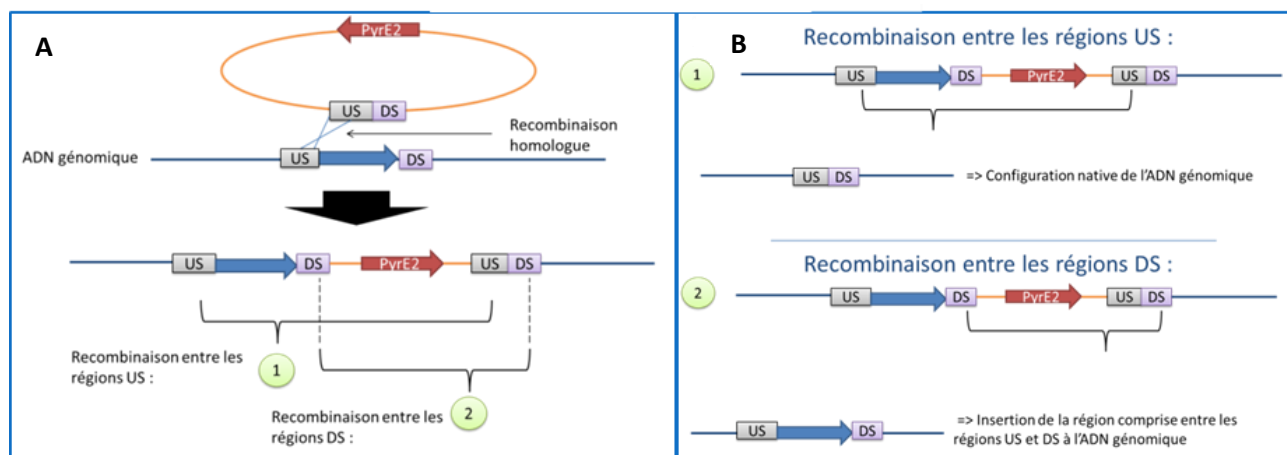 A
PyrE2
US DS
Recombinaison
homologue
ADN génomique
US DS
US DS PyrE2 US DS
Recombinaison entre les
régions US :
1
Recombinaison entre les
régions DS :
2
B
Recombinaison entre les régions US :
1
US DS PyrE2 US DS
US DS
=> Configuration native de l'ADN génomique
Recombinaison entre les régions DS :
2
US DS PyrE2 US DS
US DS
=> Insertion de la région comprise entre les
régions US et DS à l'ADN génomique